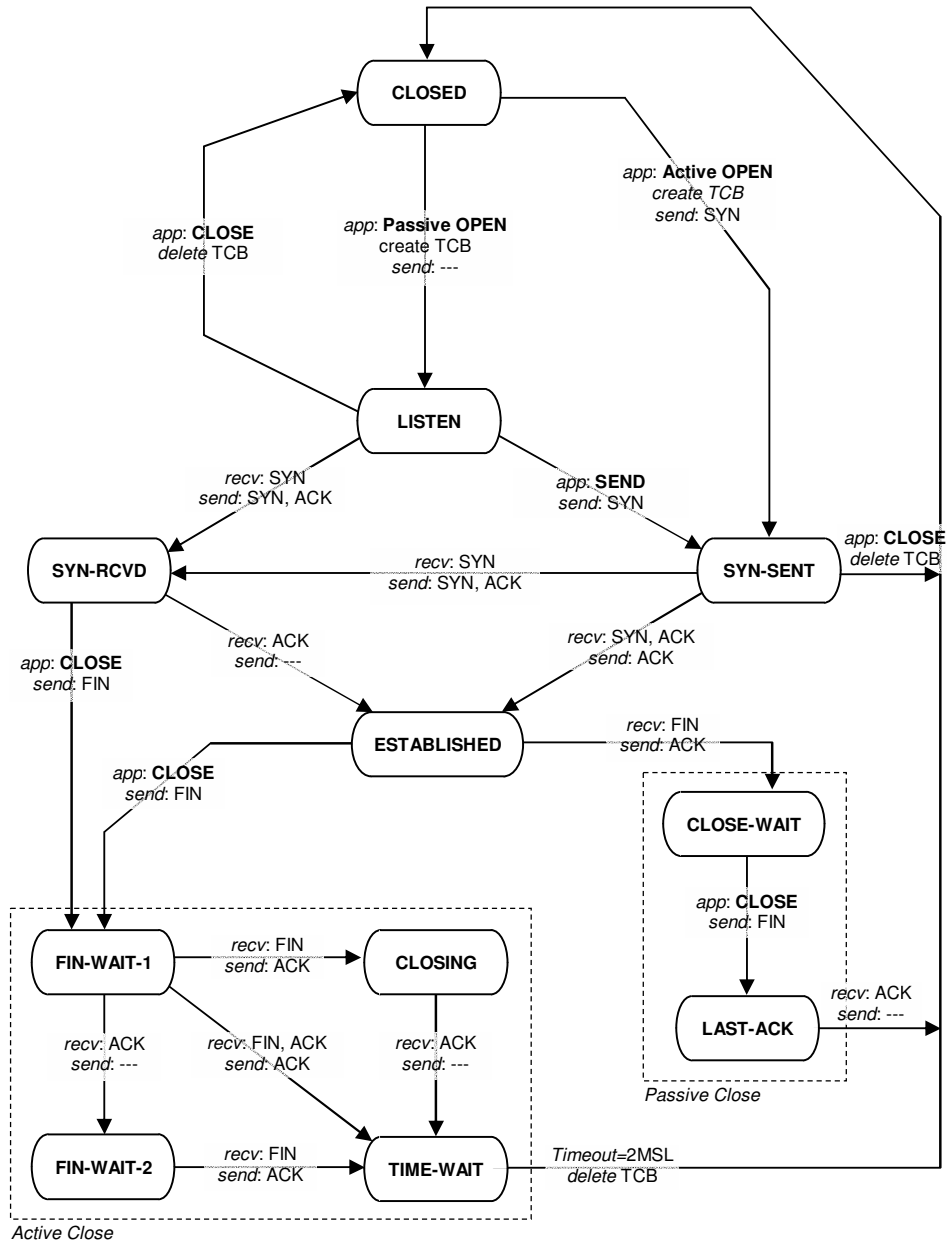 CLOSED
app: Active OPEN
create TCB
send: SYN
app: CLOSE
delete TCB
app: Passive OPEN
create TCB
send: ---
LISTEN
recv: SYN
send: SYN, ACK
app: SEND
send: SYN
SYN-RCVD
recv: SYN
send: SYN, ACK
SYN-SENT
app: CLOSE
delete TCB
app: CLOSE
send: FIN
recv: ACK
send: ---
recv: SYN, ACK
send: ACK
ESTABLISHED
recv: FIN
send: ACK
app: CLOSE
send: FIN
CLOSE-WAIT
app: CLOSE
send: FIN
FIN-WAIT-1
recv: FIN
send: ACK
CLOSING
LAST-ACK
recv: ACK
send: ---
recv: ACK
send: ---
recv: FIN, ACK
send: ACK
recv: ACK
send: ---
Passive Close
FIN-WAIT-2
recv: FIN
send: ACK
TIME-WAIT
Timeout=2MSL
delete TCB
Active Close